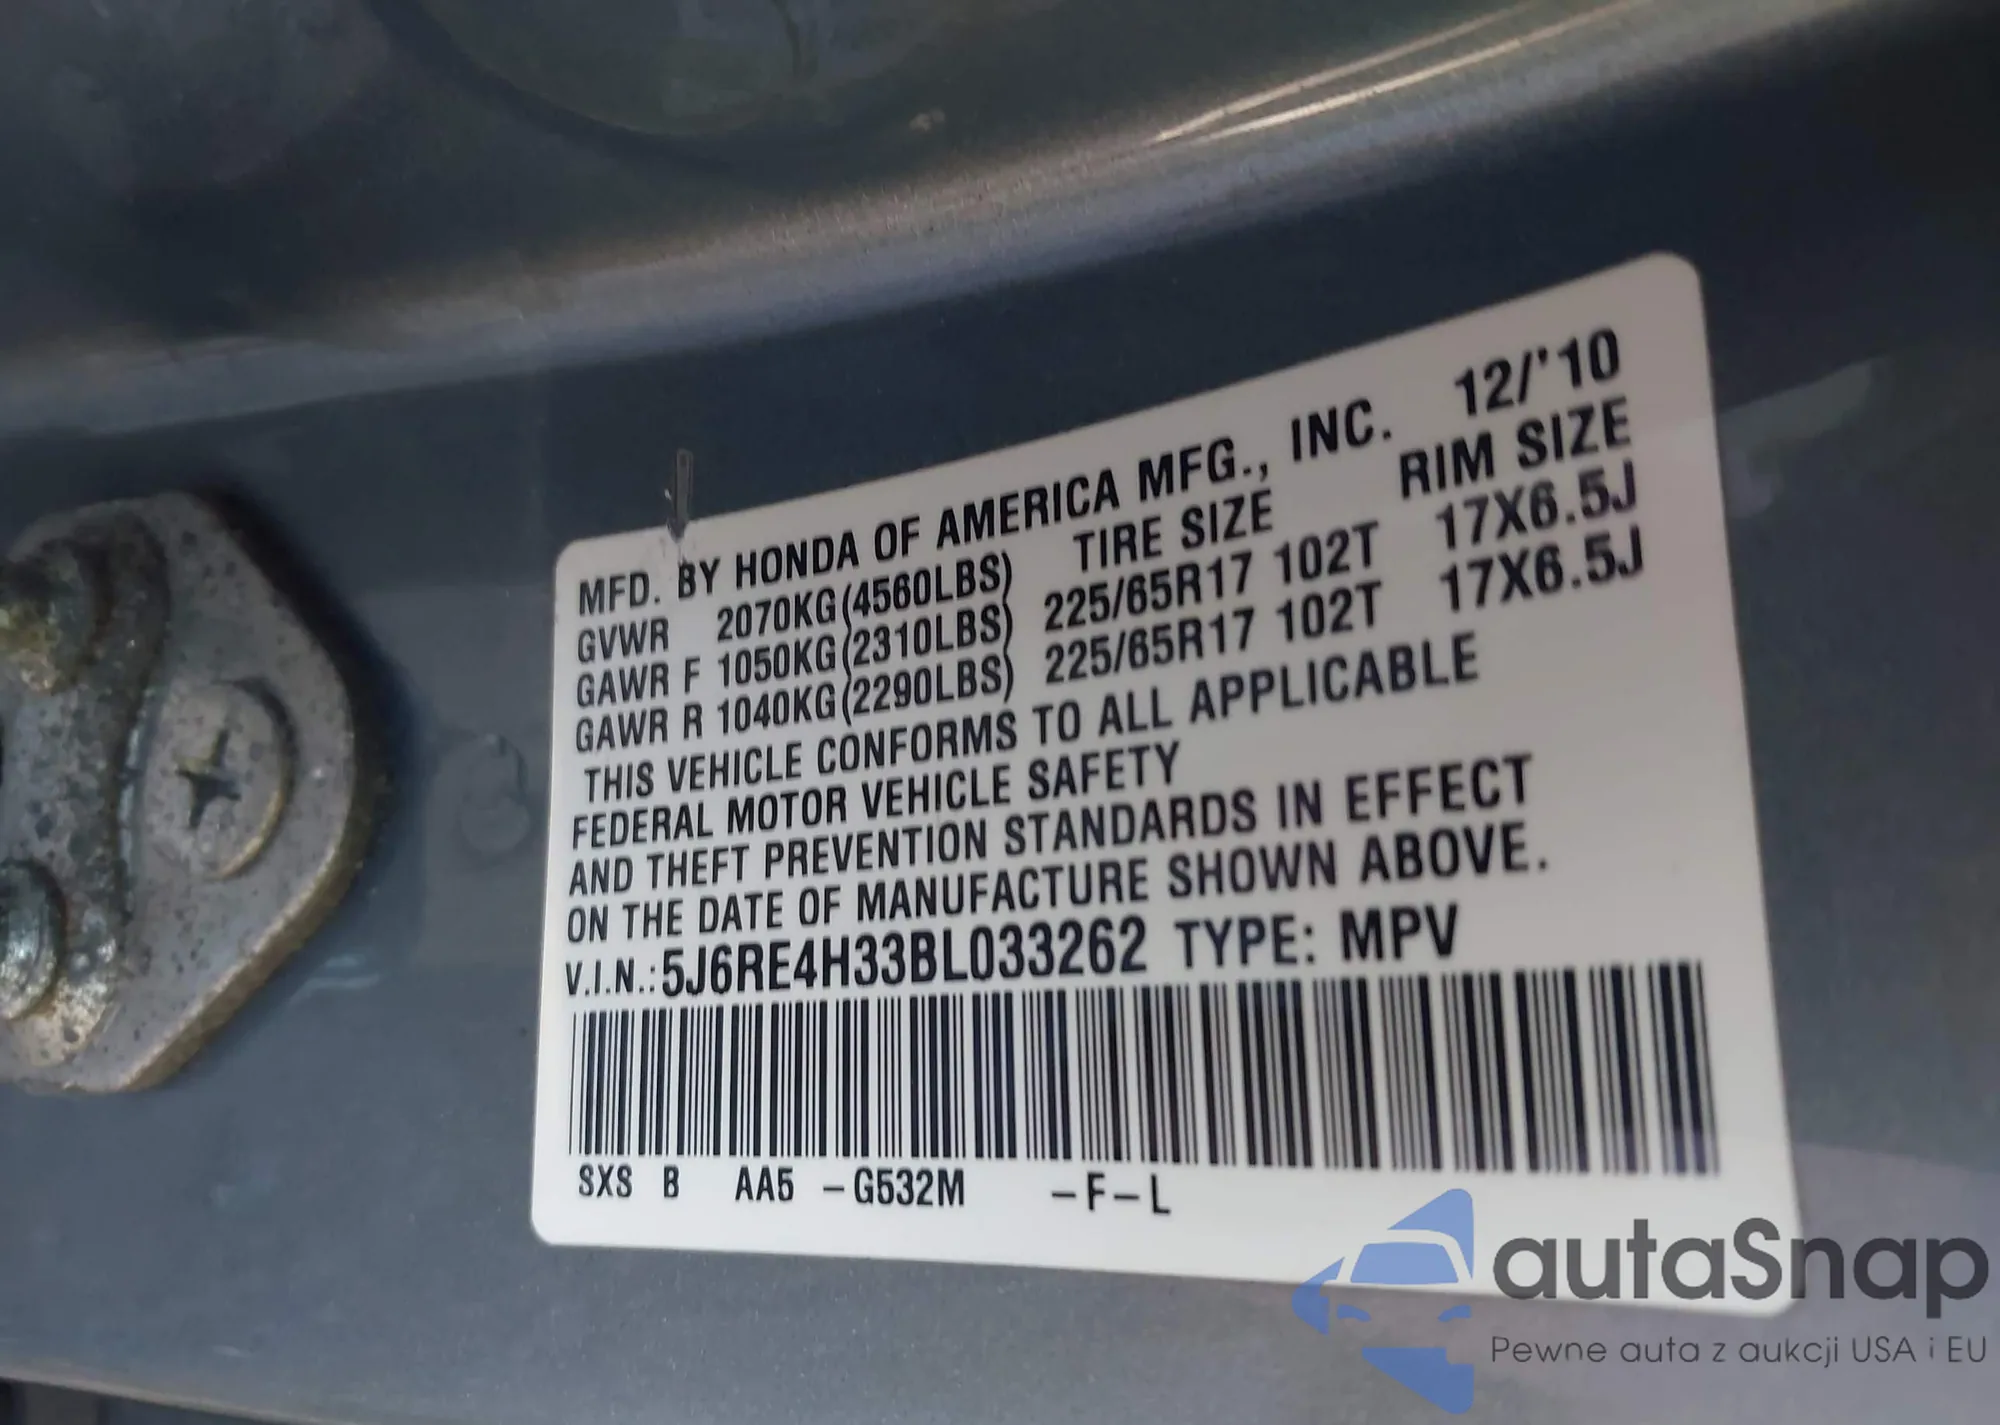 MFD. BY HONDA OF AMERICA MFG., INC. 12/'10
GVWR 2070KG(4560LBS) TIRE SIZE RIM SIZE
GAWR F 1050KG(2310LBS) 225/65R17 102T 17X6.5J
GAWR R 1040KG(2290LBS) 225/65R17 102T 17X6.5J
THIS VEHICLE CONFORMS TO ALL APPLICABLE
FEDERAL MOTOR VEHICLE SAFETY
AND THEFT PREVENTION STANDARDS IN EFFECT
ON THE DATE OF MANUFACTURE SHOWN ABOVE.
V.I.N.:5J6RE4H33BL033262 TYPE: MPV
SXS B AA5 -G532M -F-L
autaSnap
Pewne auta z aukcji USA i EU